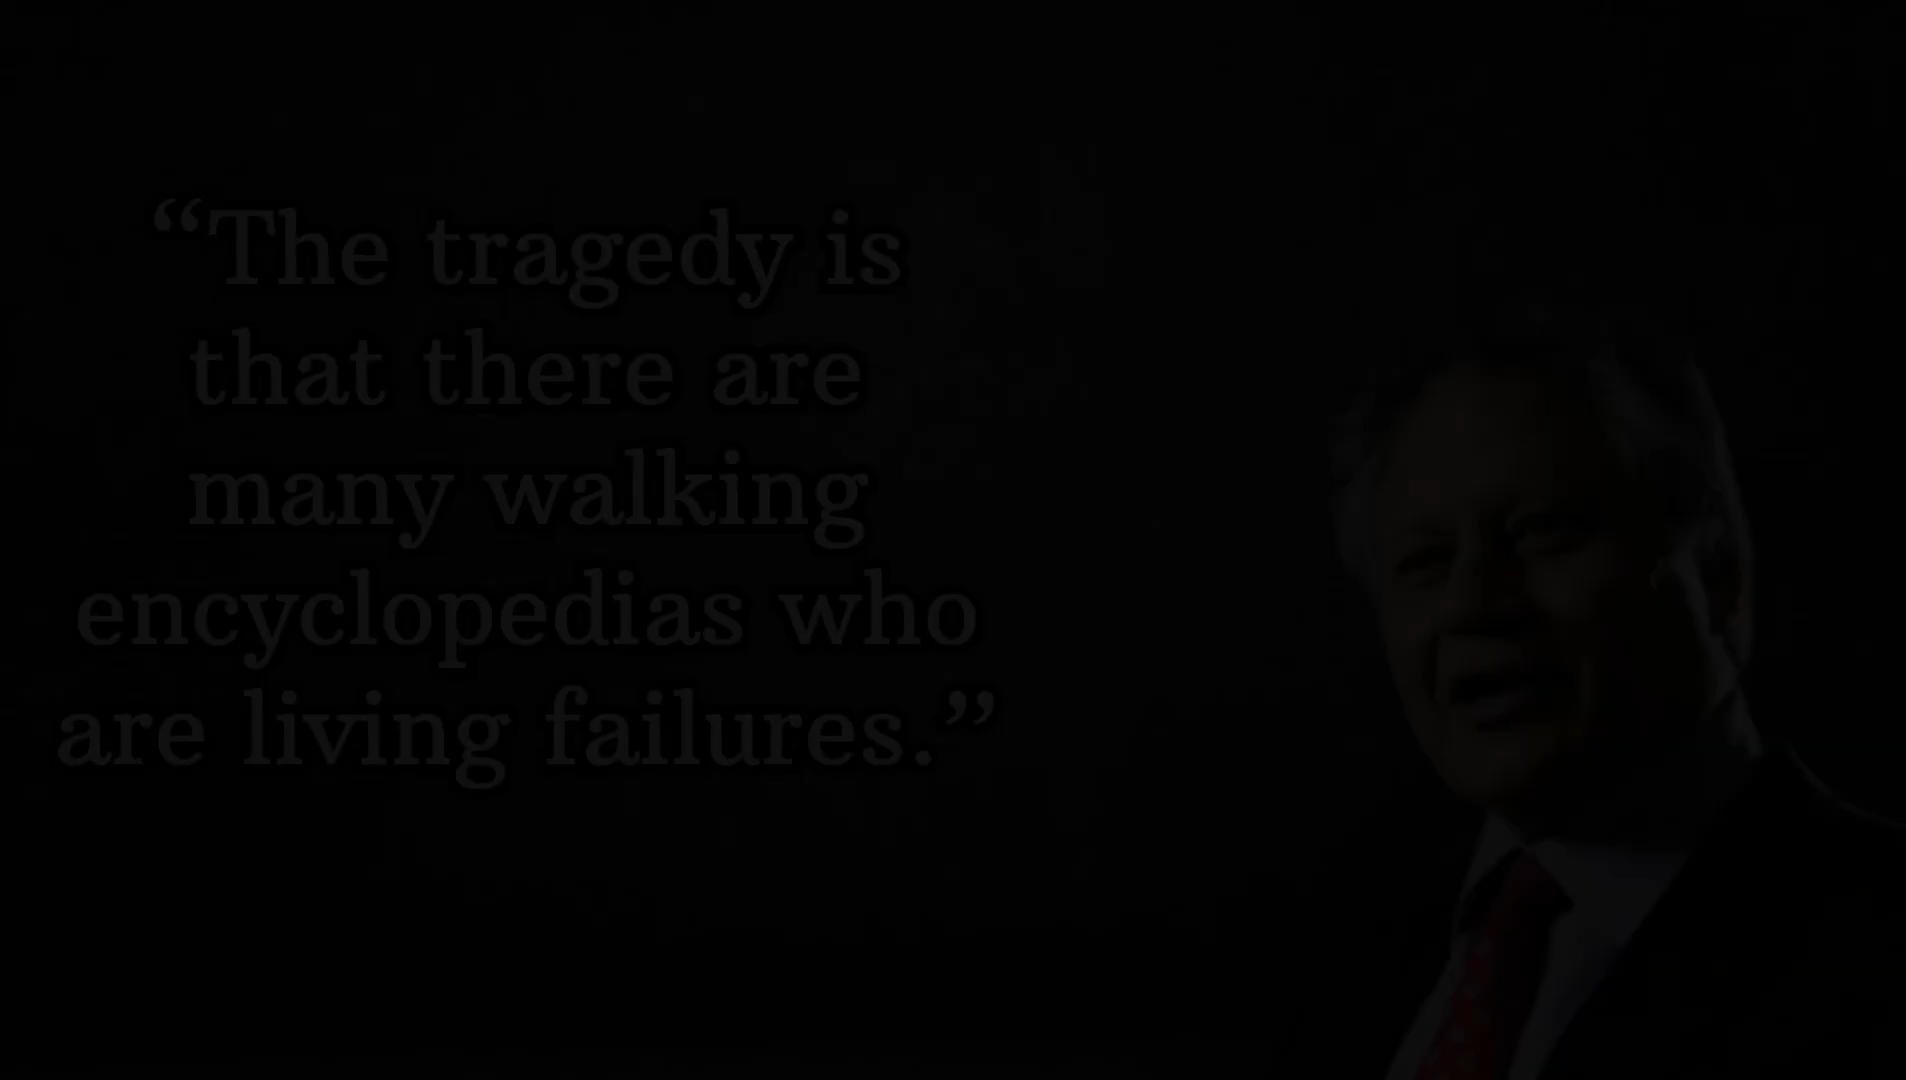 “The tragedy is
that there are
many walking
encyclopedias who
are living failures.”